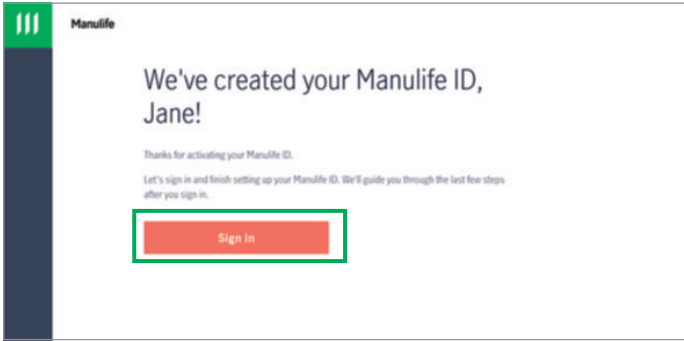 Manulife
We've created your Manulife ID,
Jane!
Thanks for activating your Manulife ID.
Let's sign in and finish setting up your Manulife ID. We'll guide you through the last few steps
after you sign in.
Sign in